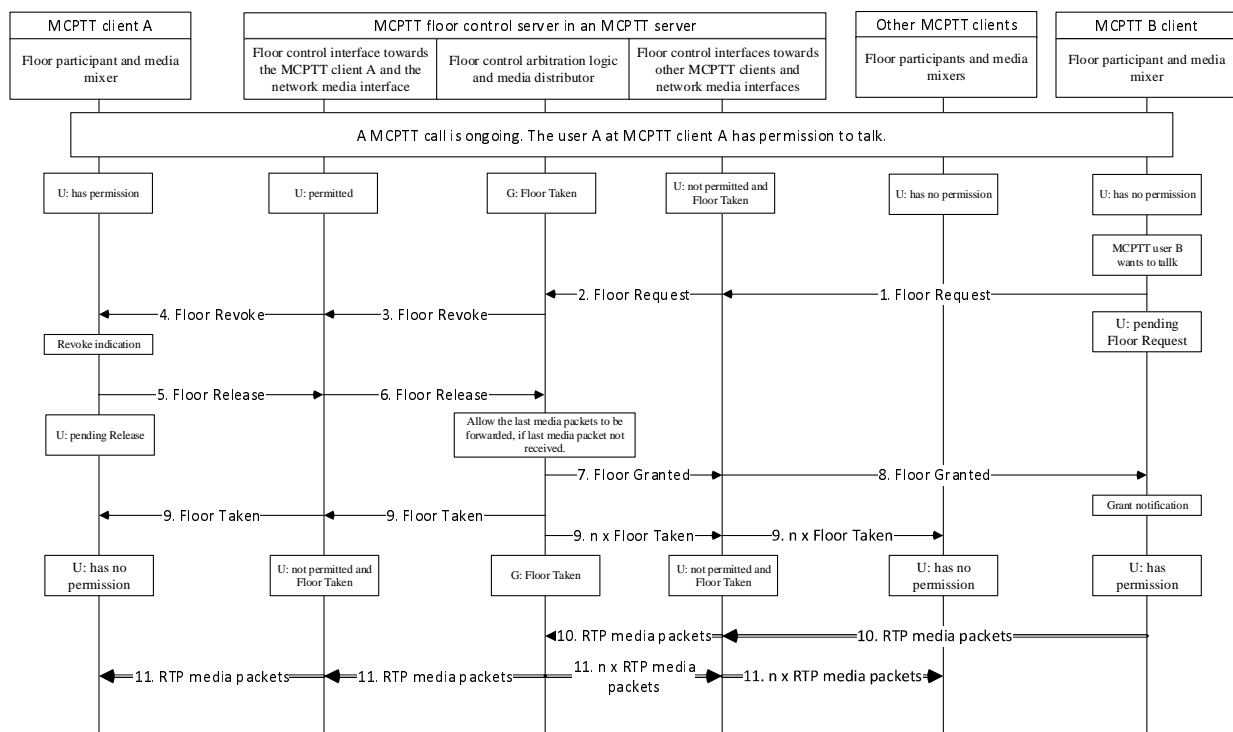 MCPTT client A
MCPTT floor control server in an MCPTT server
Other MCPTT clients
MCPTT B client
Floor participant and media
mixer
Floor control interface towards
the MCPTT client A and the
network media interface
Floor control arbitration logic
and media distributor
Floor control interfaces towards
other MCPTT clients and
network media interfaces
Floor participants and media
mixers
Floor participant and media
mixer
A MCPTT call is ongoing. The user A at MCPTT client A has permission to talk.
U: has permission
U: permitted
G: Floor Taken
U: not permitted and
Floor Taken
U: has no permission
U: has no permission
MCPTT user B
wants to tallk
2. Floor Request
1. Floor Request
4. Floor Revoke
3. Floor Revoke
U: pending
Floor Request
Revoke indication
5. Floor Release
6. Floor Release
U: pending Release
Allow the last media packets to be
forwarded, if last media packet not
received.
7. Floor Granted
8. Floor Granted
Grant notification
9. Floor Taken
9. Floor Taken
9. n x Floor Taken
9. n x Floor Taken
U: has no
permission
U: not permitted and
Floor Taken
G: Floor Taken
U: not permitted and
Floor Taken
U: has no
permission
U: has
permission
10. RTP media packets
10. RTP media packets
11. RTP media packets
11. RTP media packets
11. n x RTP media
packets
11. n x RTP media packets